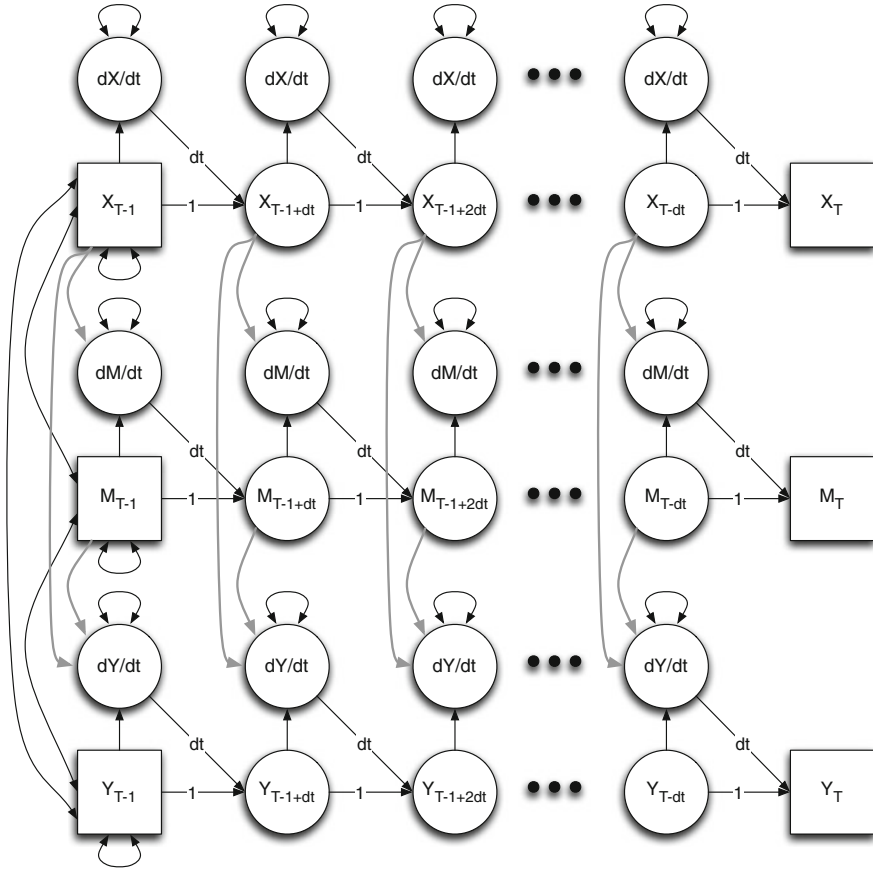 dX/dt dX/dt dX/dt dX/dt
dt dt dt
X_{T-1} 1 X_{T-1+dt} 1 X_{T-1+2dt} X_{T-dt} 1 X_T
dM/dt dM/dt dM/dt dM/dt
dt dt dt
M_{T-1} 1 M_{T-1+dt} 1 M_{T-1+2dt} M_{T-dt} 1 M_T
dY/dt dY/dt dY/dt dY/dt
dt dt dt
Y_{T-1} 1 Y_{T-1+dt} 1 Y_{T-1+2dt} Y_{T-dt} 1 Y_T